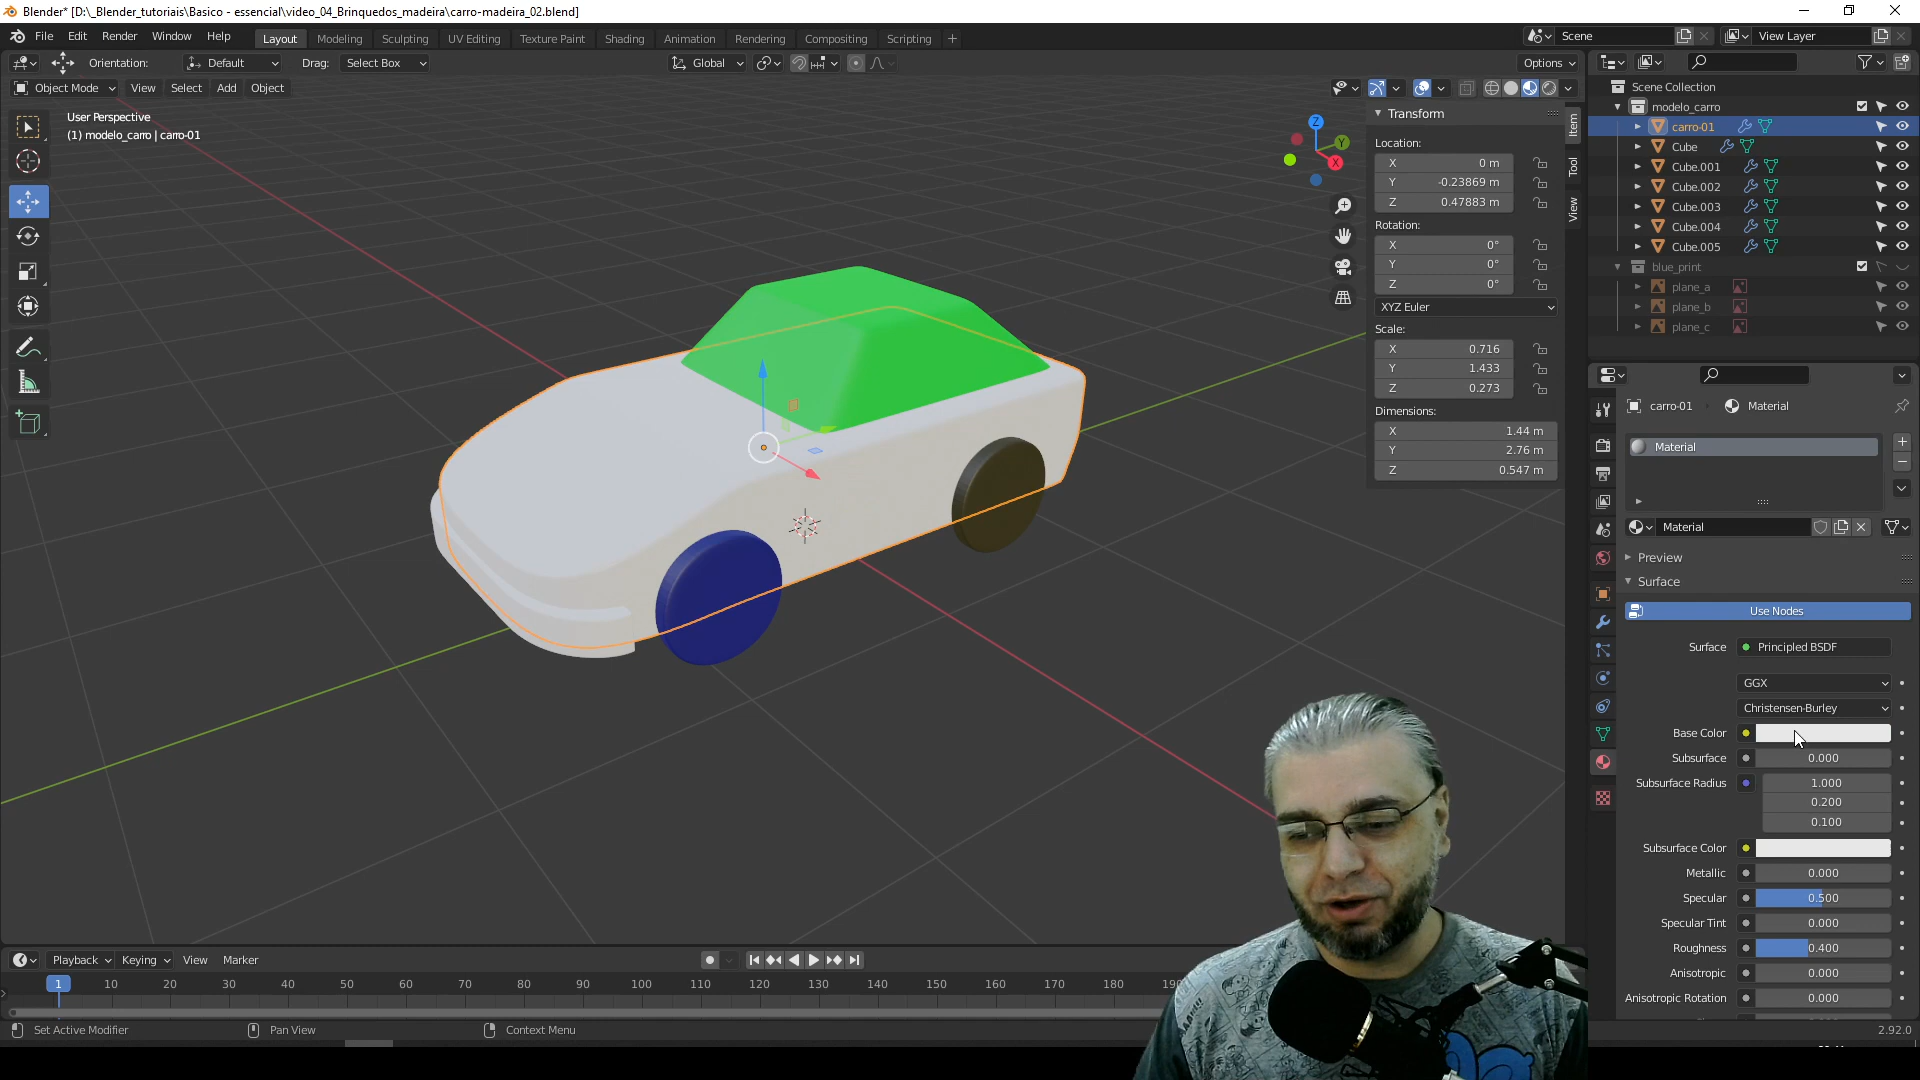 Blender* [D:\_Blender_tutoriais\Basico - essencial\video_04_Brinquedos_madeira\carro-madeira_02.blend]
File Edit Render Window Help Layout Modeling Sculpting UV Editing Texture Paint Shading Animation Rendering Compositing Scripting + Scene View Layer
Orientation: Default Drag: Select Box Global Options
Object Mode View Select Add Object
User Perspective
(1) modelo_carro | carro-01
Z
Y
X
Transform
Location:
X 0 m
Y -0.23869 m
Z 0.47883 m
Rotation:
X 0°
Y 0°
Z 0°
XYZ Euler
Scale:
X 0.716
Y 1.433
Z 0.273
Dimensions:
X 1.44 m
Y 2.76 m
Z 0.547 m
Item
Tool
View
Scene Collection
modelo_carro
carro-01
Cube
Cube.001
Cube.002
Cube.003
Cube.004
Cube.005
blue_print
plane_a
plane_b
plane_c
carro-01 Material
Material
Material
Preview
Surface
Use Nodes
Surface Principled BSDF
GGX
Christensen-Burley
Base Color
Subsurface 0.000
Subsurface Radius 1.000
0.200
0.100
Subsurface Color
Metallic 0.000
Specular 0.500
Specular Tint 0.000
Roughness 0.400
Anisotropic 0.000
Anisotropic Rotation 0.000
Playback Keying View Marker
1 10 20 30 40 50 60 70 80 90 100 110 120 130 140 150 160 170 180
Set Active Modifier Pan View Context Menu 2.92.0